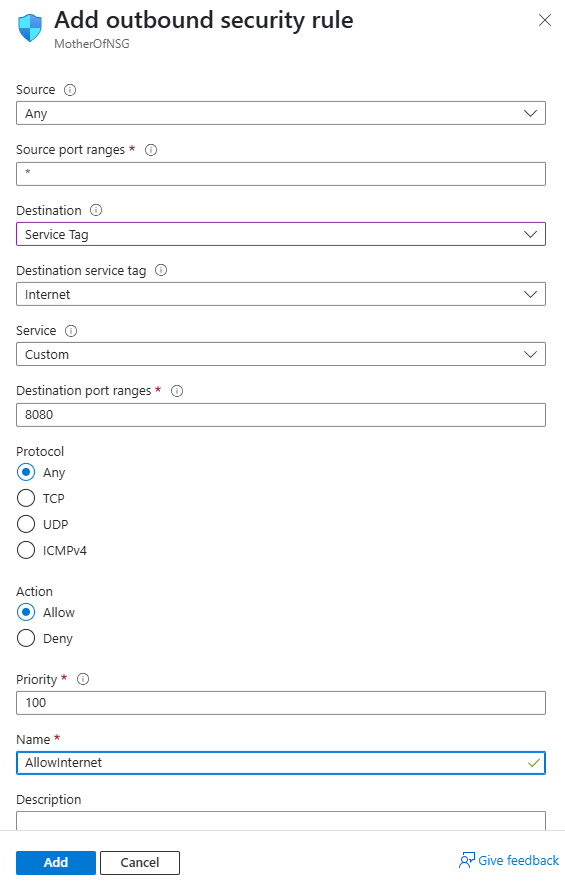 Add outbound security rule
MotherOfNSG
Source
Any
Source port ranges *
*
Destination
Service Tag
Destination service tag
Internet
Service
Custom
Destination port ranges *
8080
Protocol
Any
TCP
UDP
ICMPv4
Action
Allow
Deny
Priority *
100
Name *
AllowInternet
Description
Add Cancel Give feedback